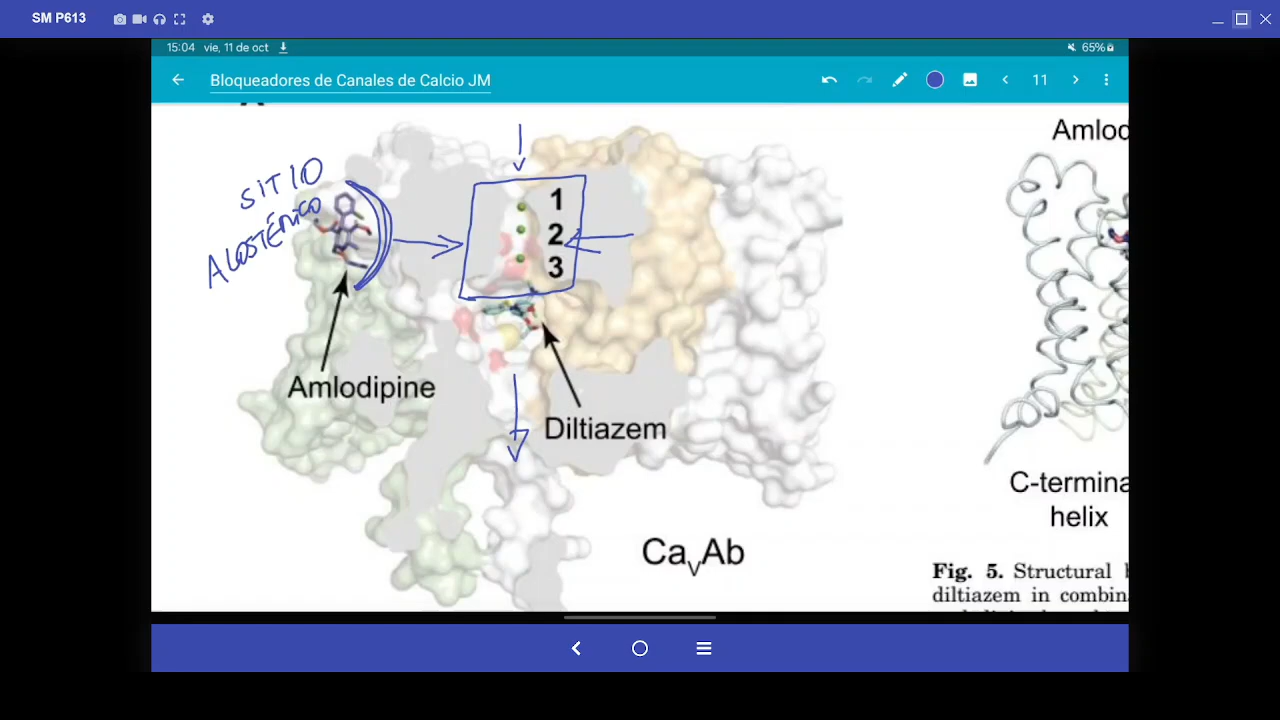 SM P613
15:04 vie, 11 de oct
65%
Bloqueadores de Canales de Calcio JM
11
Amlod
SITIO
ALOSTÉRICO
1
2
3
Amlodipine
Diltiazem
CavAb
C-termina
helix
Fig. 5. Structural b
diltiazem in combin